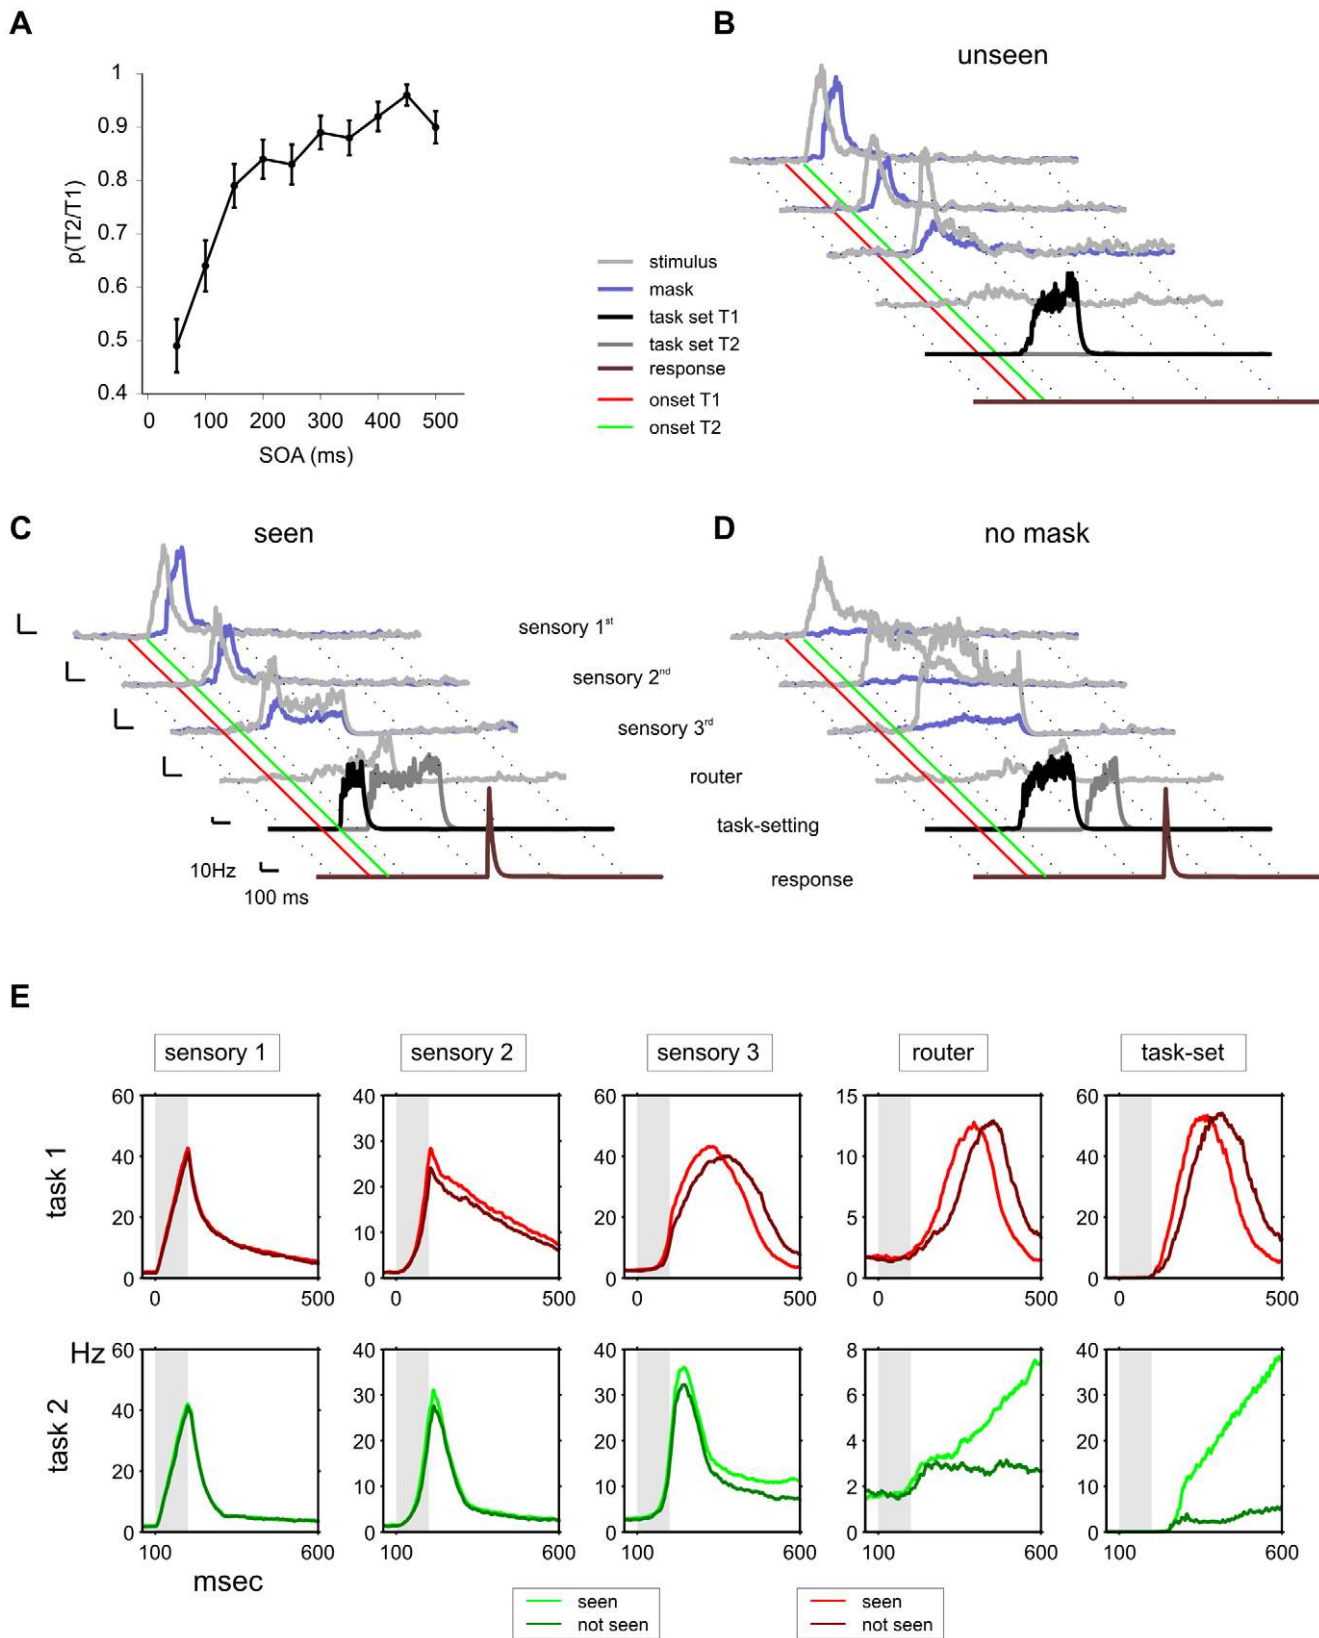 A
1
0.9
0.8
0.7
0.6
0.5
0.4
p(T2/T1)
0 100 200 300 400 500
SOA (ms)
B
unseen
stimulus
mask
task set T1
task set T2
response
onset T1
onset T2
C
seen
D
no mask
sensory 1st
sensory 2nd
sensory 3rd
router
task-setting
response
10Hz
100 ms
E
sensory 1
sensory 2
sensory 3
router
task-set
task 1
60
40
20
0
0 500
40
30
20
10
0
0 500
60
40
20
0
0 500
15
10
5
0
0 500
60
40
20
0
0 500
task 2
Hz
60
40
20
0
100 600
40
30
20
10
0
100 600
40
30
20
10
0
100 600
8
6
4
2
0
100 600
40
30
20
10
0
100 600
msec
seen
not seen
seen
not seen